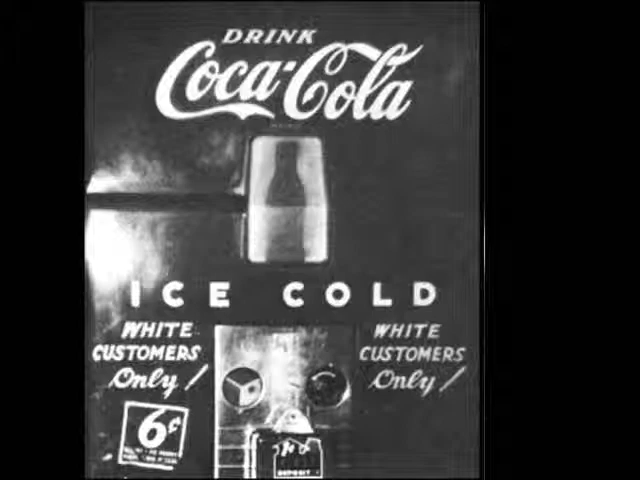 DRINK
Coca-Cola
ICE COLD
WHITE
CUSTOMERS
Only!
WHITE
CUSTOMERS
Only!
6¢
DEPOSIT